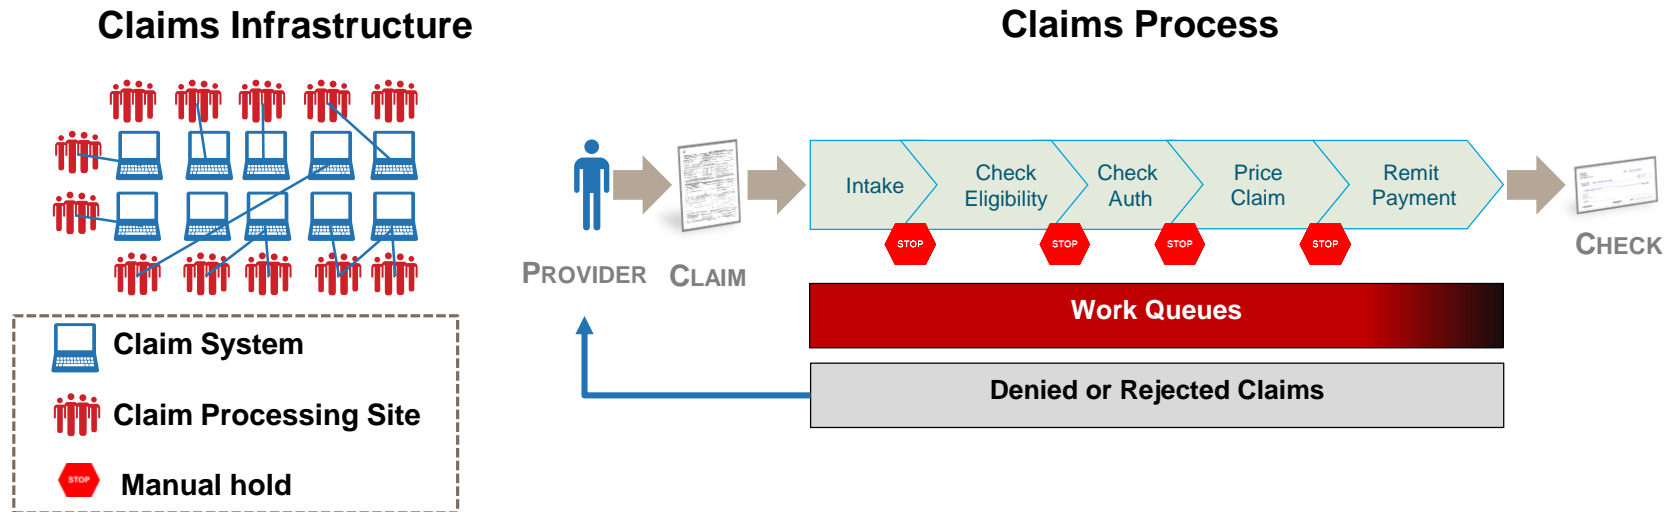 Claims Infrastructure
Claims Process
Intake
Check
Eligibility
Check
Auth
Price
Claim
Remit
Payment
STOP
STOP
STOP
STOP
PROVIDER
CLAIM
CHECK
Work Queues
Denied or Rejected Claims
Claim System
Claim Processing Site
STOP
Manual hold